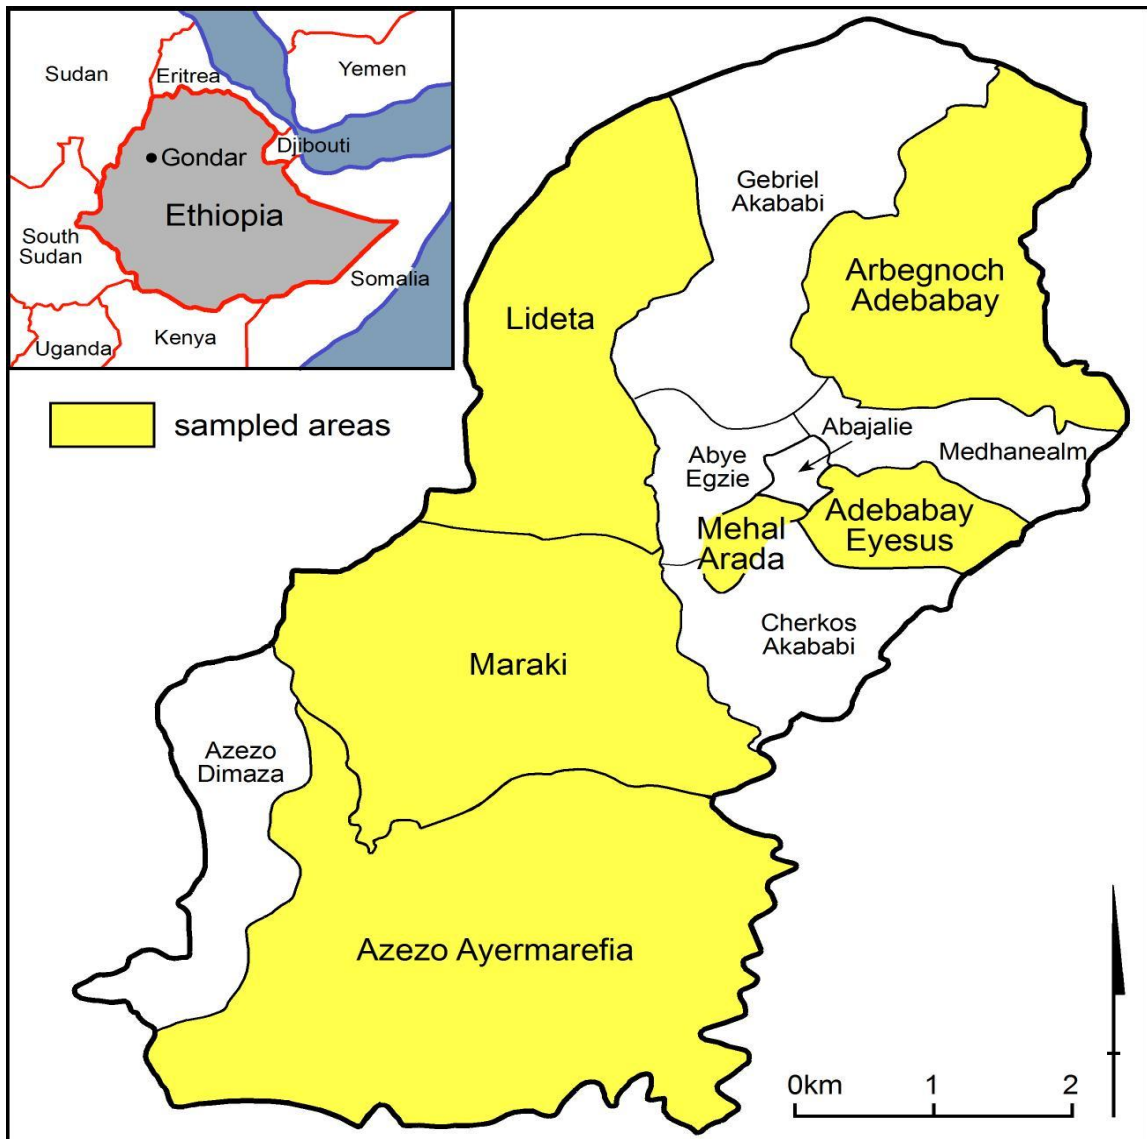 Sudan
Eritrea
Yemen
Djibouti
Gondar
Ethiopia
South
Sudan
Somalia
Uganda
Kenya
sampled areas
Gebriel
Akababi
Arbegnoch
Adebabay
Lideta
Abajalie
Abye
Egzie
Medhanealm
Mehal
Arada
Adebabay
Eyesus
Cherkos
Akababi
Maraki
Azezo
Dimaza
Azezo Ayermarefia
0km 1 2